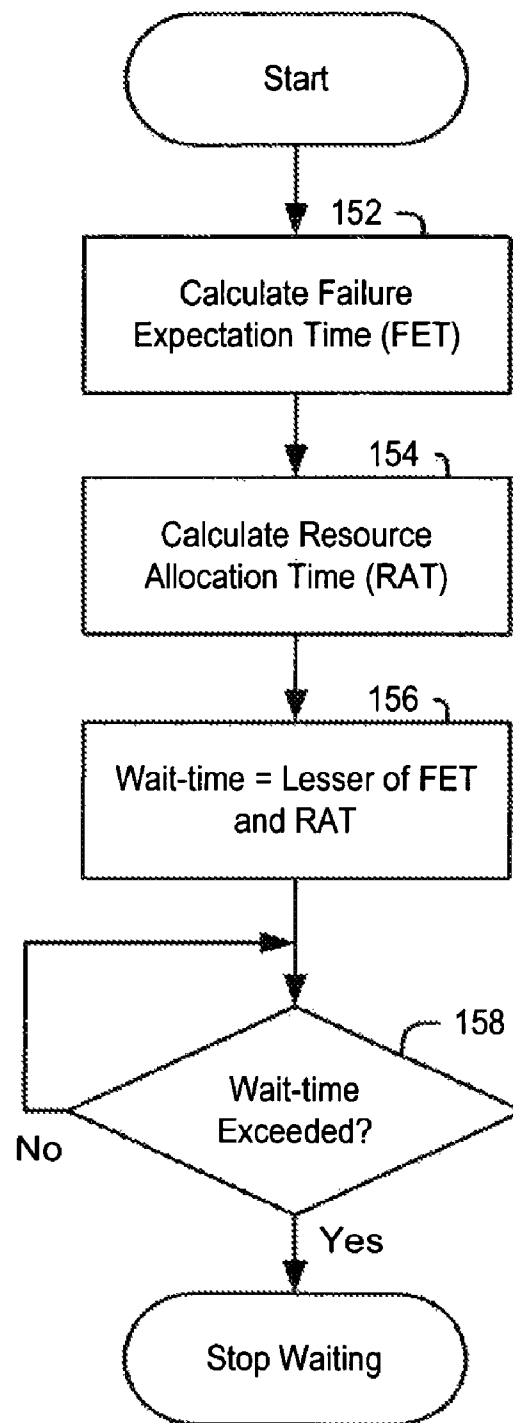 Start
152
Calculate Failure
Expectation Time (FET)
154
Calculate Resource
Allocation Time (RAT)
156
Wait-time = Lesser of FET
and RAT
158
Wait-time
Exceeded?
No
Yes
Stop Waiting